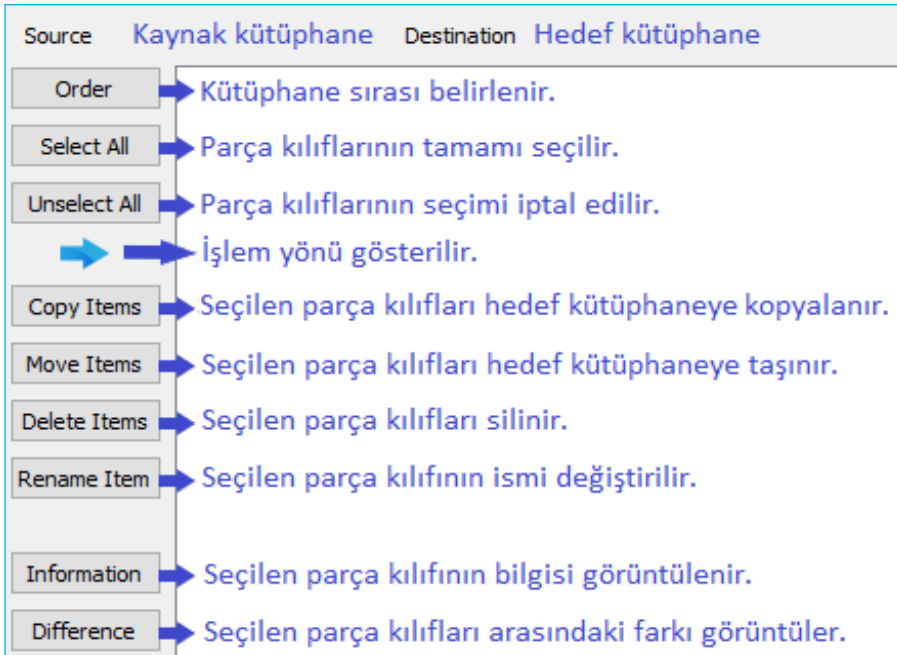 Source Kaynak kütüphane Destination Hedef kütüphane
Order Kütüphane sırası belirlenir.
Select All Parça kılıflarının tamamı seçilir.
Unselect All Parça kılıflarının seçimi iptal edilir.
İşlem yönü gösterilir.
Copy Items Seçilen parça kılıfları hedef kütüphaneye kopyalanır.
Move Items Seçilen parça kılıfları hedef kütüphaneye taşınır.
Delete Items Seçilen parça kılıfları silinir.
Rename Item Seçilen parça kılıfının ismi değiştirilir.
Information Seçilen parça kılıfının bilgisi görüntülenir.
Difference Seçilen parça kılıfları arasındaki farkı görüntüler.